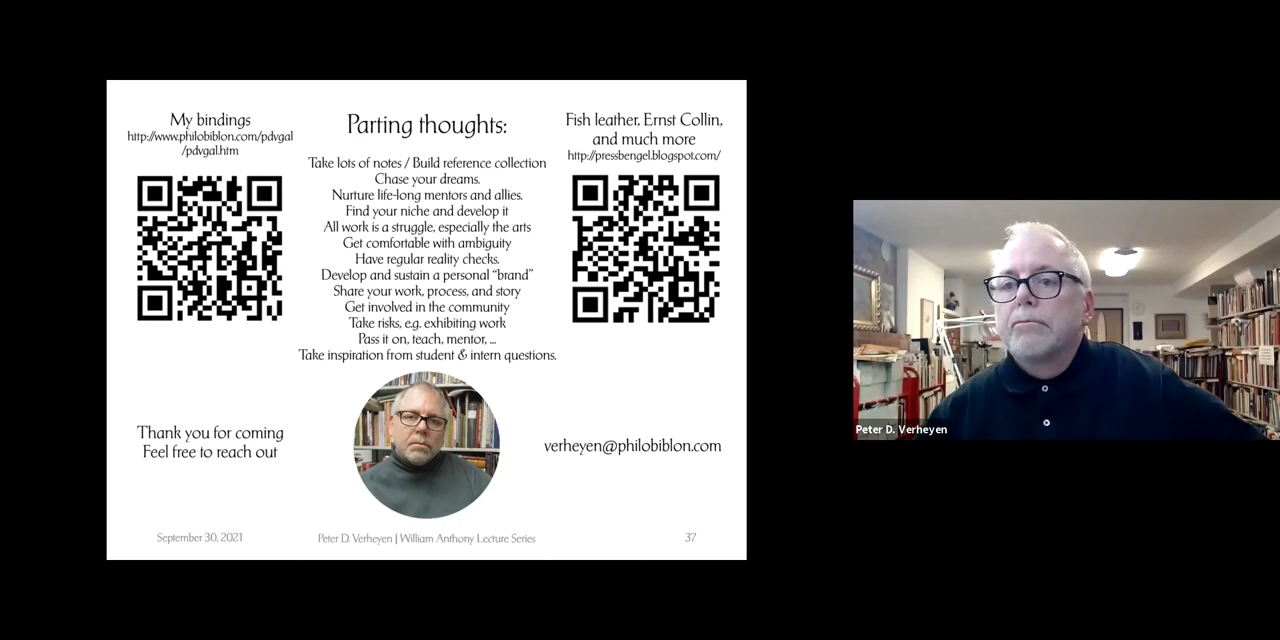 My bindings
http://www.philobiblon.com/pdvgal
/pdvgal.htm
Parting thoughts:
Take lots of notes / Build reference collection
Chase your dreams.
Nurture life-long mentors and allies.
Find your niche and develop it
All work is a struggle, especially the arts
Get comfortable with ambiguity
Have regular reality checks.
Develop and sustain a personal “brand”
Share your work, process, and story
Get involved in the community
Take risks, e.g. exhibiting work
Pass it on, teach, mentor, ...
Take inspiration from student & intern questions.
Fish leather, Ernst Collin,
and much more
http://pressbengel.blogspot.com/
Thank you for coming
Feel free to reach out
verheyen@philobiblon.com
September 30, 2021
Peter D. Verheyen | William Anthony Lecture Series
37
Peter D. Verheyen